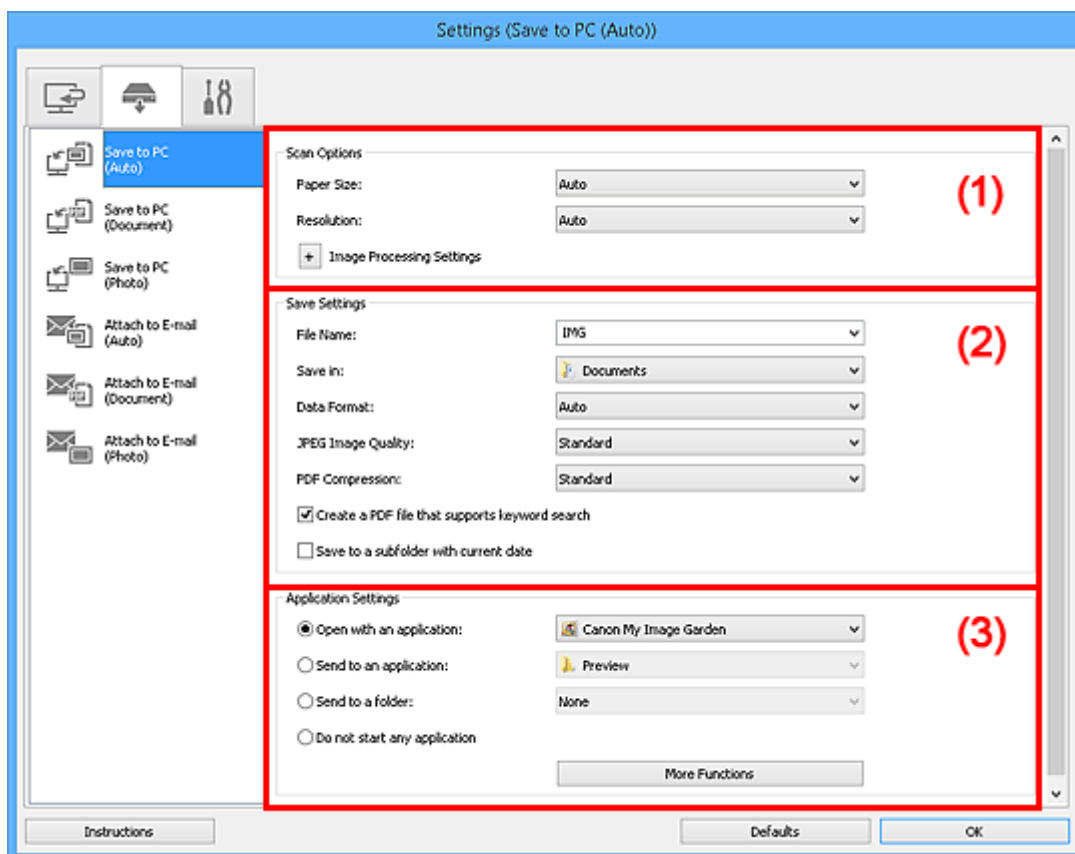 Settings (Save to PC (Auto))
Save to PC
(Auto)
Save to PC
(Document)
Save to PC
(Photo)
Attach to E-mail
(Auto)
Attach to E-mail
(Document)
Attach to E-mail
(Photo)
Scan Options
(1)
Paper Size: Auto
Resolution: Auto
+ Image Processing Settings
Save Settings
(2)
File Name: IMG
Save in: Documents
Data Format: Auto
JPEG Image Quality: Standard
PDF Compression: Standard
Create a PDF file that supports keyword search
Save to a subfolder with current date
Application Settings
(3)
Open with an application: Canon My Image Garden
Send to an application: Preview
Send to a folder: None
Do not start any application
More Functions
Instructions Defaults OK